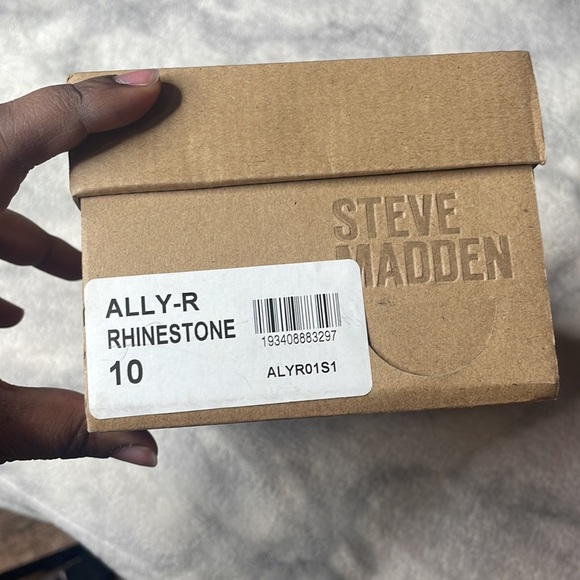 STEVE
MADDEN
ALLY-R
RHINESTONE
10
193408883297
ALYR01S1